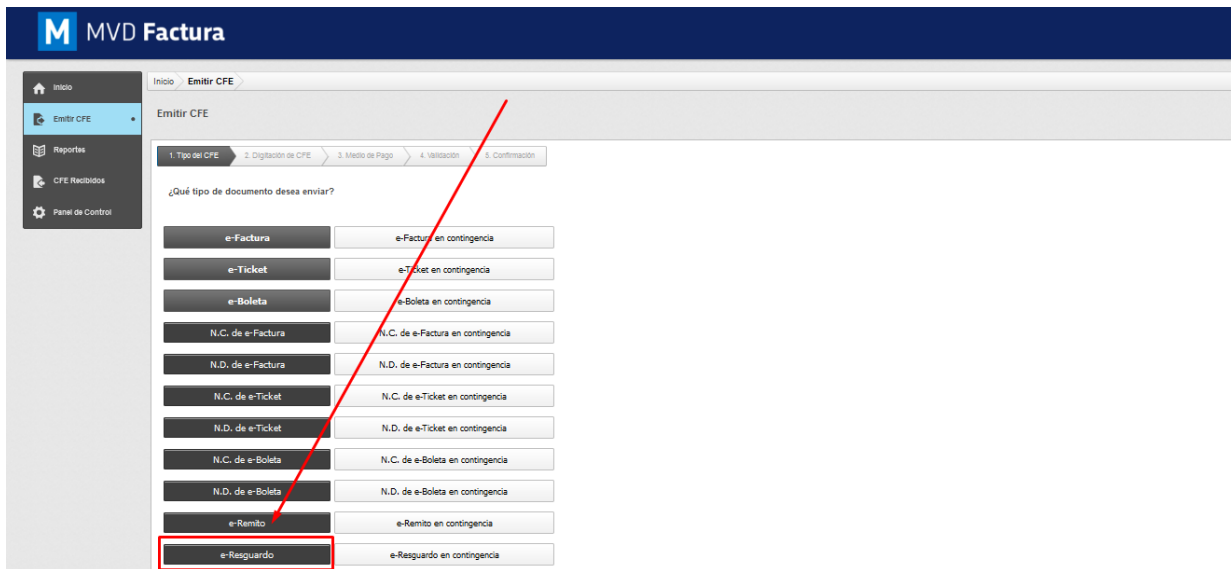 M MVD Factura
Inicio
Emitir CFE
Reportes
CFE Recibidos
Panel de Control
Inicio Emitir CFE
Emitir CFE
1. Tipo del CFE 2. Digitación de CFE 3. Medio de Pago 4. Validación 5. Confirmación
¿Qué tipo de documento desea enviar?
e-Factura e-Factura en contingencia
e-Ticket e-Ticket en contingencia
e-Boleta e-Boleta en contingencia
N.C. de e-Factura N.C. de e-Factura en contingencia
N.D. de e-Factura N.D. de e-Factura en contingencia
N.C. de e-Ticket N.C. de e-Ticket en contingencia
N.D. de e-Ticket N.D. de e-Ticket en contingencia
N.C. de e-Boleta N.C. de e-Boleta en contingencia
N.D. de e-Boleta N.D. de e-Boleta en contingencia
e-Remito e-Remito en contingencia
e-Resguardo e-Resguardo en contingencia